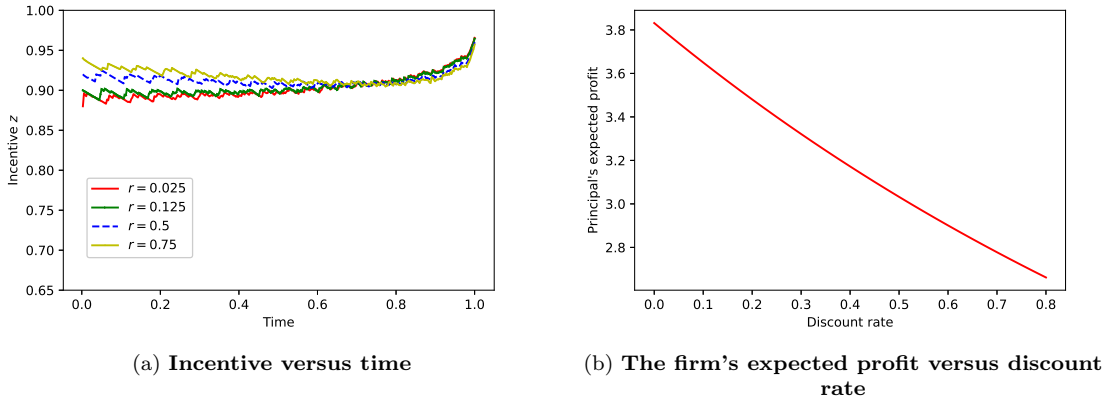 1.00
0.95
0.90
0.85
0.80
0.75
0.70
0.65
Incentive z
r = 0.025
r = 0.125
r = 0.5
r = 0.75
0.0 0.2 0.4 0.6 0.8 1.0
Time
(a) Incentive versus time
3.8
3.6
3.4
3.2
3.0
2.8
Principal's expected profit
0.0 0.1 0.2 0.3 0.4 0.5 0.6 0.7 0.8
Discount rate
(b) The firm's expected profit versus discount
rate